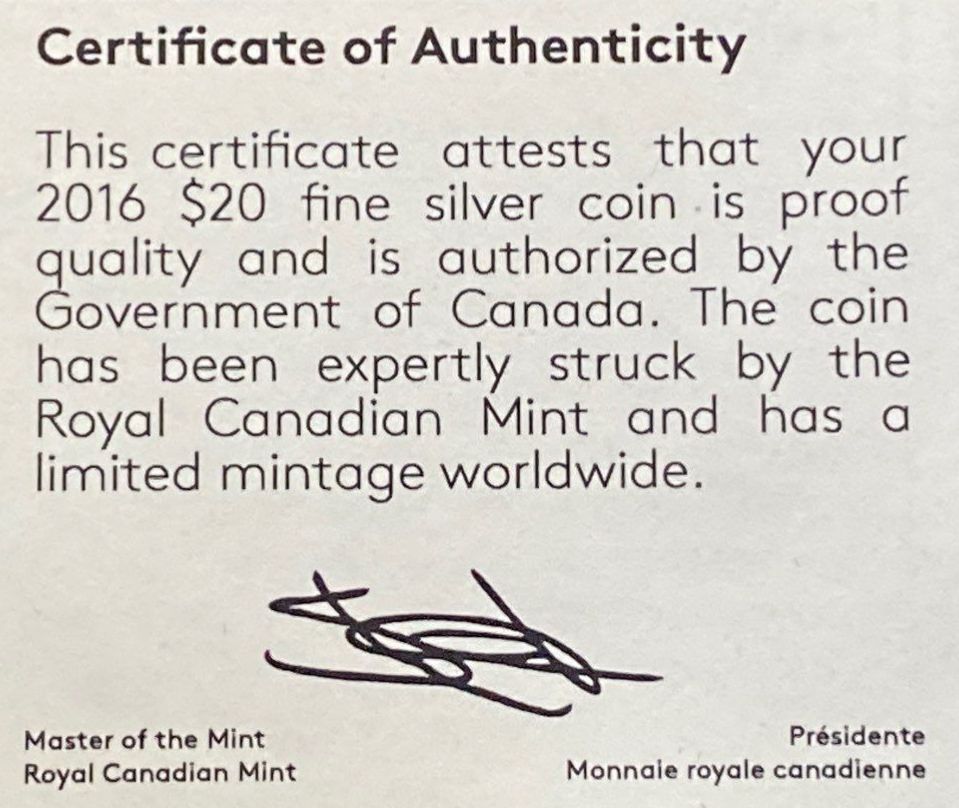 Certificate of Authenticity
This certificate attests that your
2016 $20 fine silver coin is proof
quality and is authorized by the
Government of Canada. The coin
has been expertly struck by the
Royal Canadian Mint and has a
limited mintage worldwide.
Master of the Mint
Royal Canadian Mint
Présidente
Monnaie royale canadienne